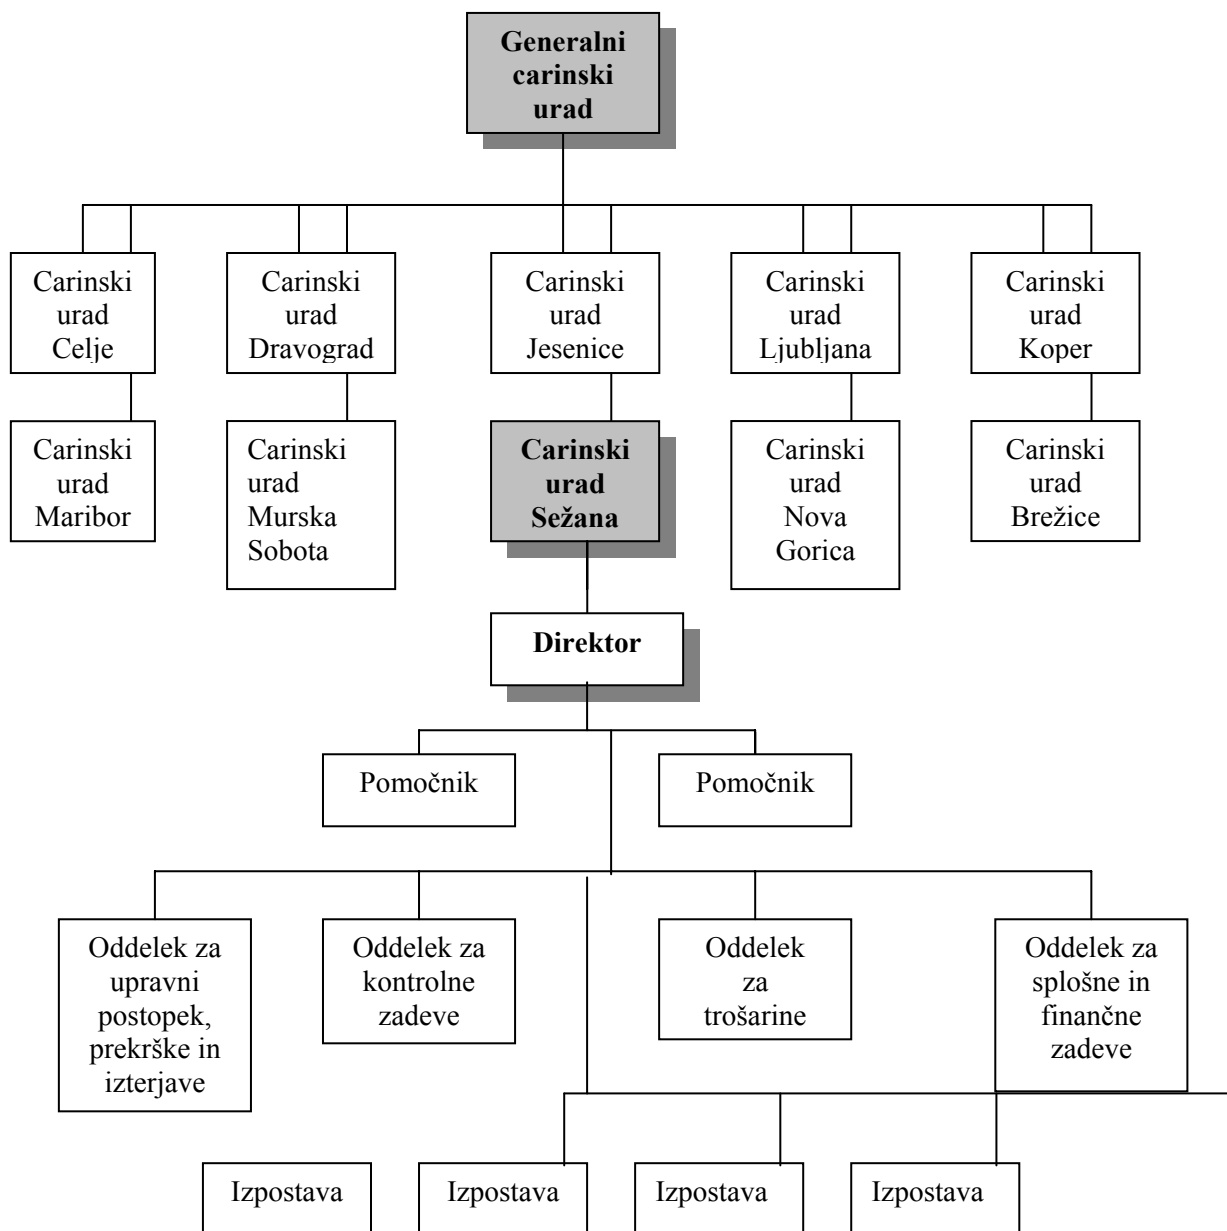 Generalni
carinski
urad
Carinski
urad
Celje
Carinski
urad
Dravograd
Carinski
urad
Jesenice
Carinski
urad
Ljubljana
Carinski
urad
Koper
Carinski
urad
Maribor
Carinski
urad
Murska
Sobota
Carinski
urad
Sežana
Carinski
urad
Nova
Gorica
Carinski
urad
Brežice
Direktor
Pomočnik
Pomočnik
Oddelek za
upravni
postopek,
prekrške in
izterjave
Oddelek za
kontrolne
zadeve
Oddelek
za
trošarine
Oddelek za
splošne in
finančne
zadeve
Izpostava
Izpostava
Izpostava
Izpostava